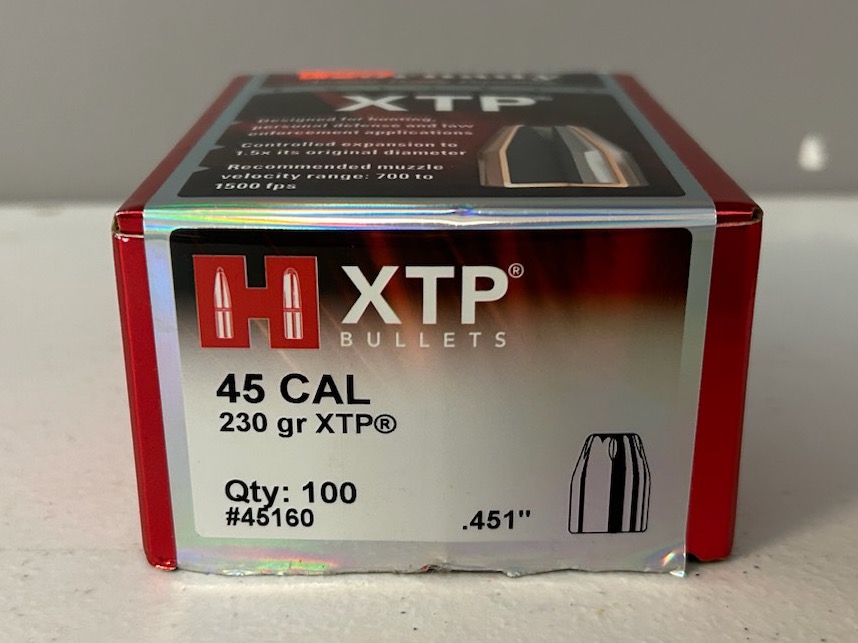 XTP®
Designed for hunting,
personal defense and law
enforcement applications
Controlled expansion to
1.5x its original diameter
Recommended muzzle
velocity range: 700 to
1500 fps
H XTP®
BULLETS
45 CAL
230 gr XTP®
Qty: 100
#45160
.451"